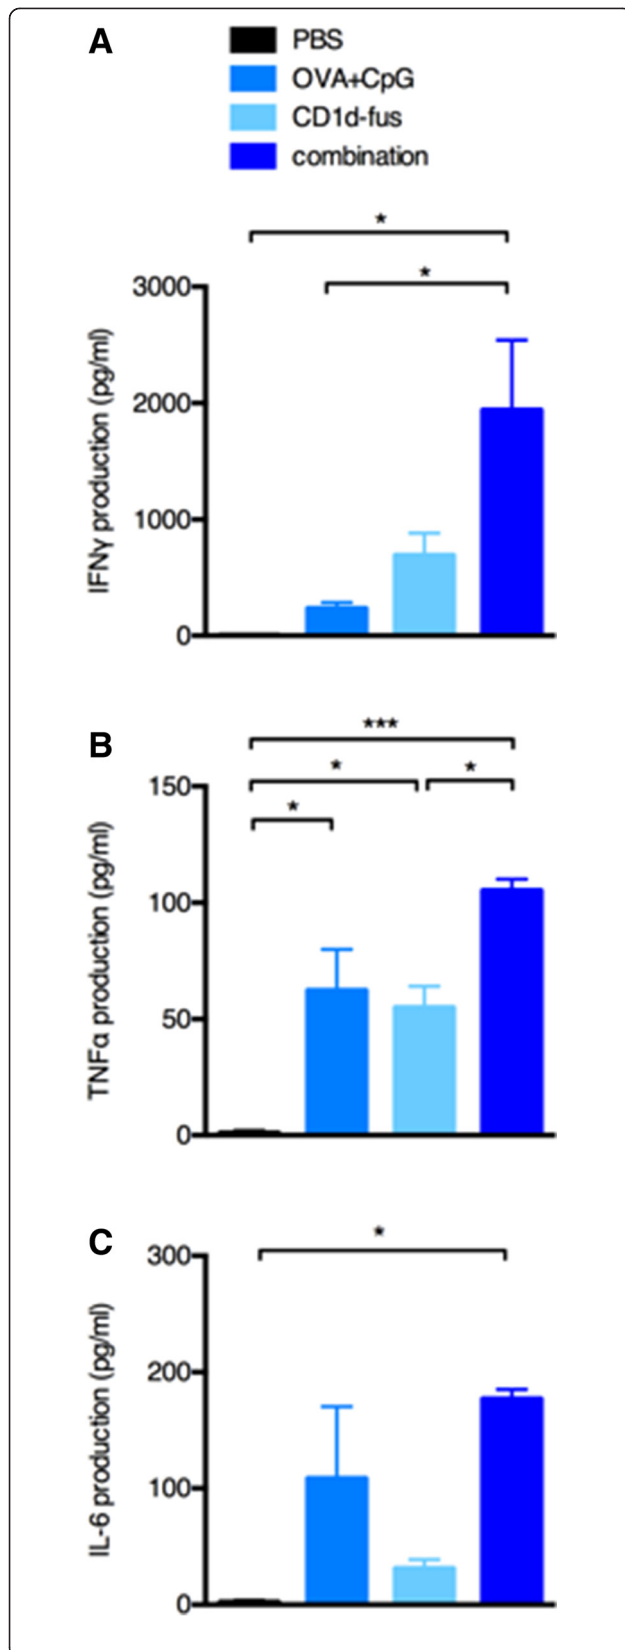 A
PBS
OVA+CpG
CD1d-fus
combination
*
*
3000
2000
1000
0
IFNγ production (pg/ml)
B
***
*
*
*
150
100
50
0
TNFα production (pg/ml)
C
*
300
200
100
0
IL-6 production (pg/ml)